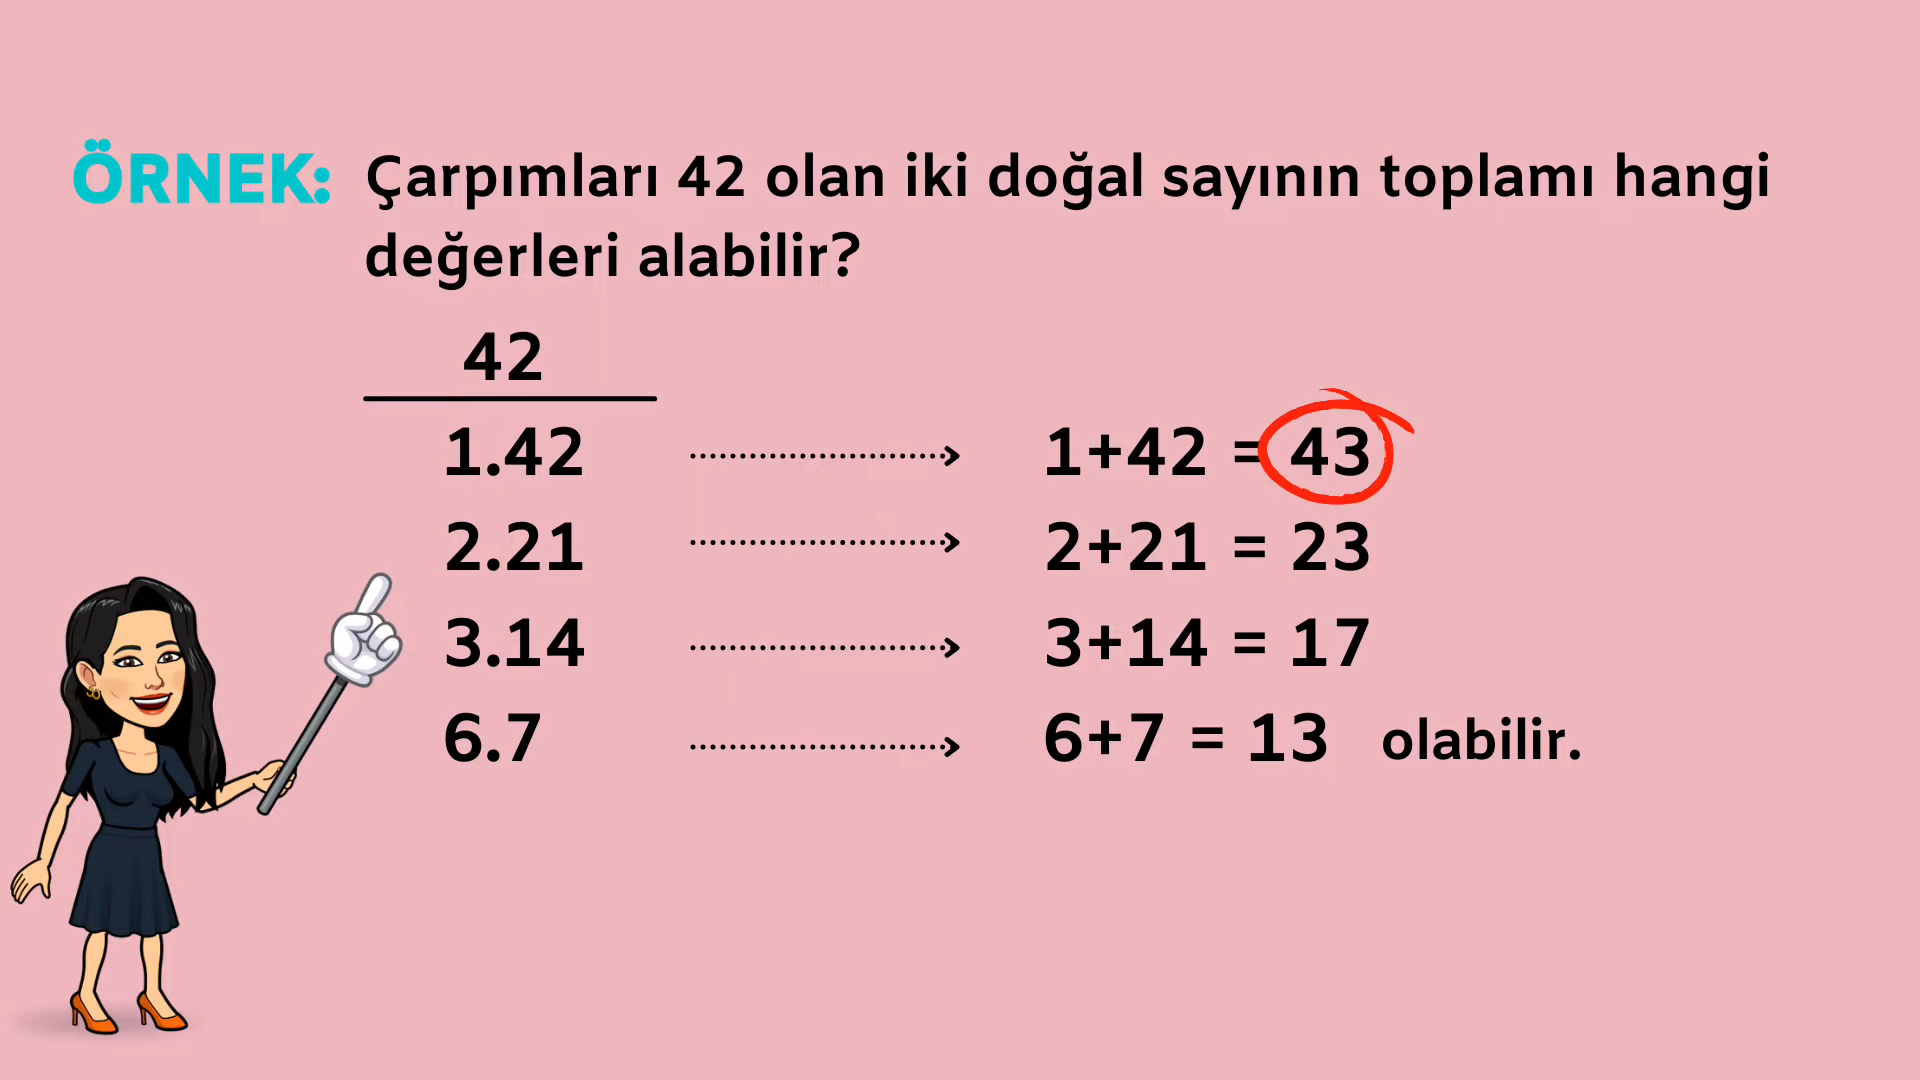 ÖRNEK: Çarpımları 42 olan iki doğal sayının toplamı hangi
değerleri alabilir?
42
1.42 1+42 = 43
2.21 2+21 = 23
3.14 3+14 = 17
6.7 6+7 = 13 olabilir.